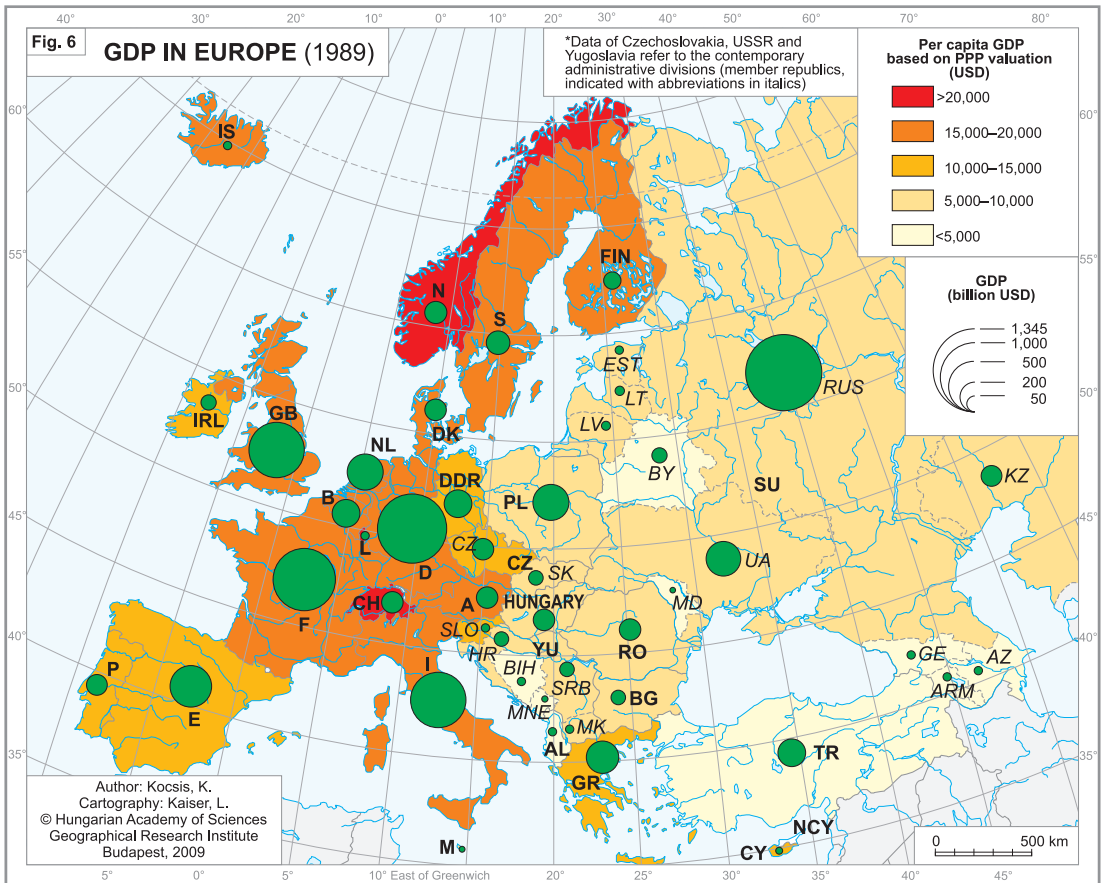 40° 30° 20° 10° 0° 10° 20° 30° 40° 50° 60° 70° 80°
Fig. 6
GDP IN EUROPE (1989)
*Data of Czechoslovakia, USSR and
Yugoslavia refer to the contemporary
administrative divisions (member republics,
indicated with abbreviations in italics)
Per capita GDP
based on PPP valuation
(USD)
>20,000
15,000–20,000
10,000–15,000
5,000–10,000
<5,000
GDP
(billion USD)
1,345
1,000
500
200
50
60°
55°
50°
45°
40°
35°
60°
55°
50°
45°
40°
35°
IS
N
S
FIN
EST
LT
LV
RUS
IRL
GB
DK
NL
BY
SU
KZ
B
DDR
PL
L
CZ
CZ
D
SK
UA
CH
A
HUNGARY
MD
F
SLO
HR
YU
RO
GE
AZ
BIH
SRB
ARM
P
E
I
MNE
MK
BG
AL
GR
TR
NCY
CY
M
Author: Kocsis, K.
Cartography: Kaiser, L.
© Hungarian Academy of Sciences
Geographical Research Institute
Budapest, 2009
0 500 km
5° 0° 5° 10° East of Greenwich 20° 25° 30° 35° 40° 45°